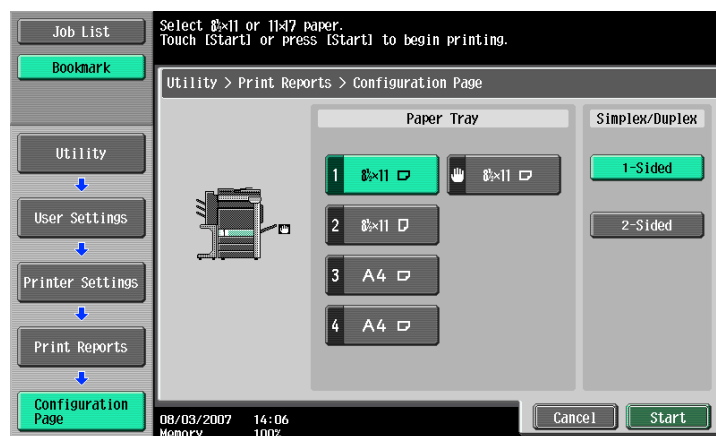 Job List
Bookmark
Select 8½×11 or 11×17 paper.
Touch [Start] or press [Start] to begin printing.
Utility > Print Reports > Configuration Page
Paper Tray
Simplex/Duplex
1 8½×11
8½×11
1-Sided
2 8½×11
2-Sided
3 A4
4 A4
Utility
User Settings
Printer Settings
Print Reports
Configuration
Page
08/03/2007 14:06
Memory 100%
Cancel
Start